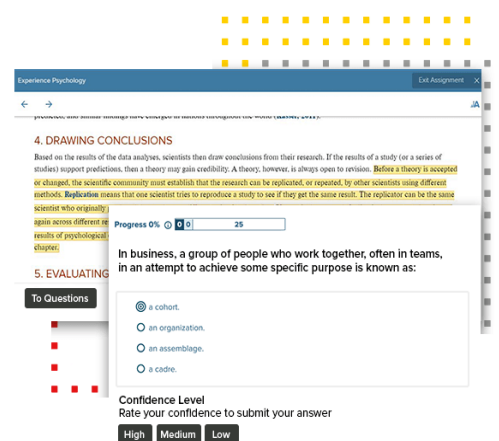 Experience Psychology
Exit Assignment ×
4. DRAWING CONCLUSIONS
Based on the results of the data analyses, scientists then draw conclusions from their research. If the results of a study (or a series of
studies) support predictions, then a theory may gain credibility. A theory, however, is always open to revision. Before a theory is accepted
or changed, the scientific community must establish that the research can be replicated, or repeated, by other scientists using different
methods. Replication means that one scientist tries to reproduce a study to see if they get the same result. The replicator can be the same
scientist who originally
again across different re
results of psychological
chapter.
5. EVALUATING
To Questions
Progress 0% 0 0 25
In business, a group of people who work together, often in teams,
in an attempt to achieve some specific purpose is known as:
a cohort.
an organization.
an assemblage.
a cadre.
Confidence Level
Rate your confidence to submit your answer
High Medium Low